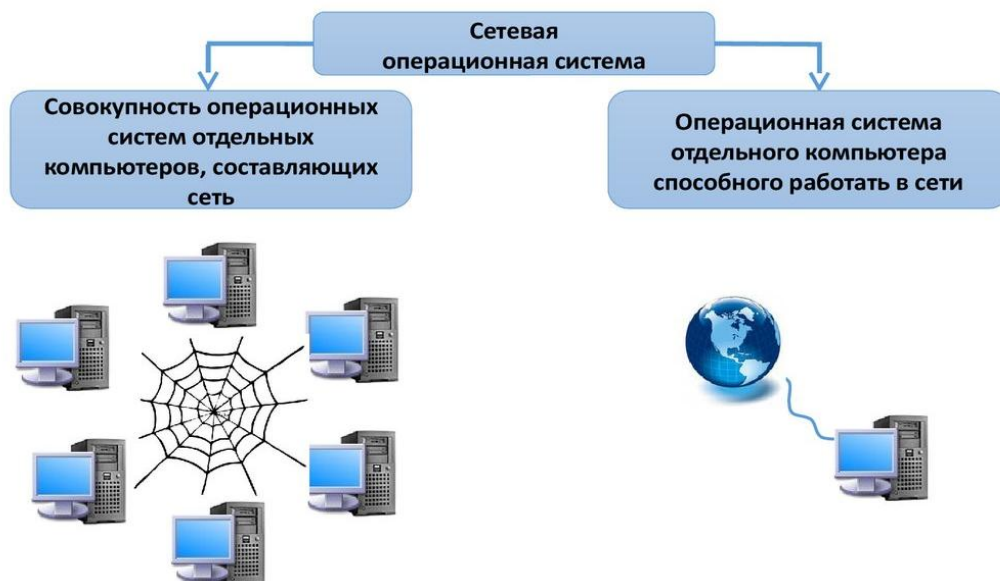 Сетевая
операционная система
Совокупность операционных
систем отдельных
компьютеров, составляющих
сеть
Операционная система
отдельного компьютера
способного работать в сети